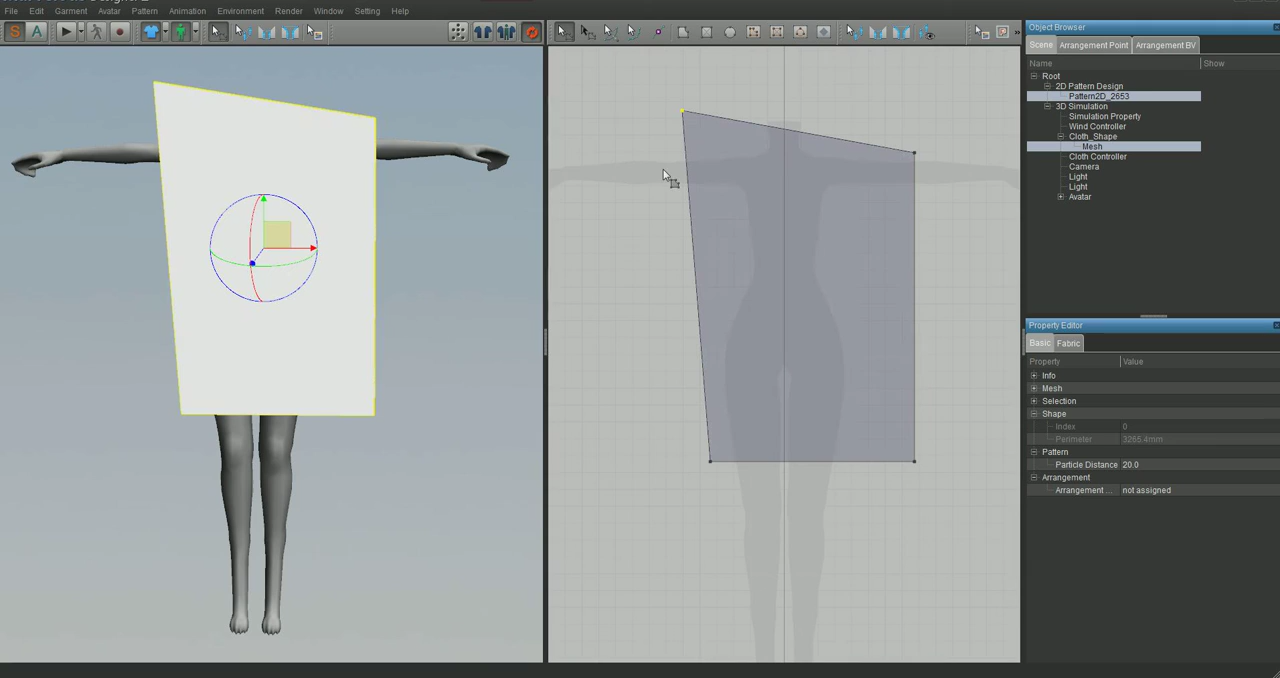 File Edit Garment Avatar Pattern Animation Environment Render Window Setting Help
S A
Object Browser
Scene Arrangement Point Arrangement BV
Name Show
Root
2D Pattern Design
Pattern2D_2653
3D Simulation
Simulation Property
Wind Controller
Cloth_Shape
Mesh
Cloth Controller
Camera
Light
Light
Avatar
Property Editor
Basic Fabric
Property Value
Info
Mesh
Selection
Shape
Index 0
Perimeter 3265.4mm
Pattern
Particle Distance 20.0
Arrangement
Arrangement ... not assigned